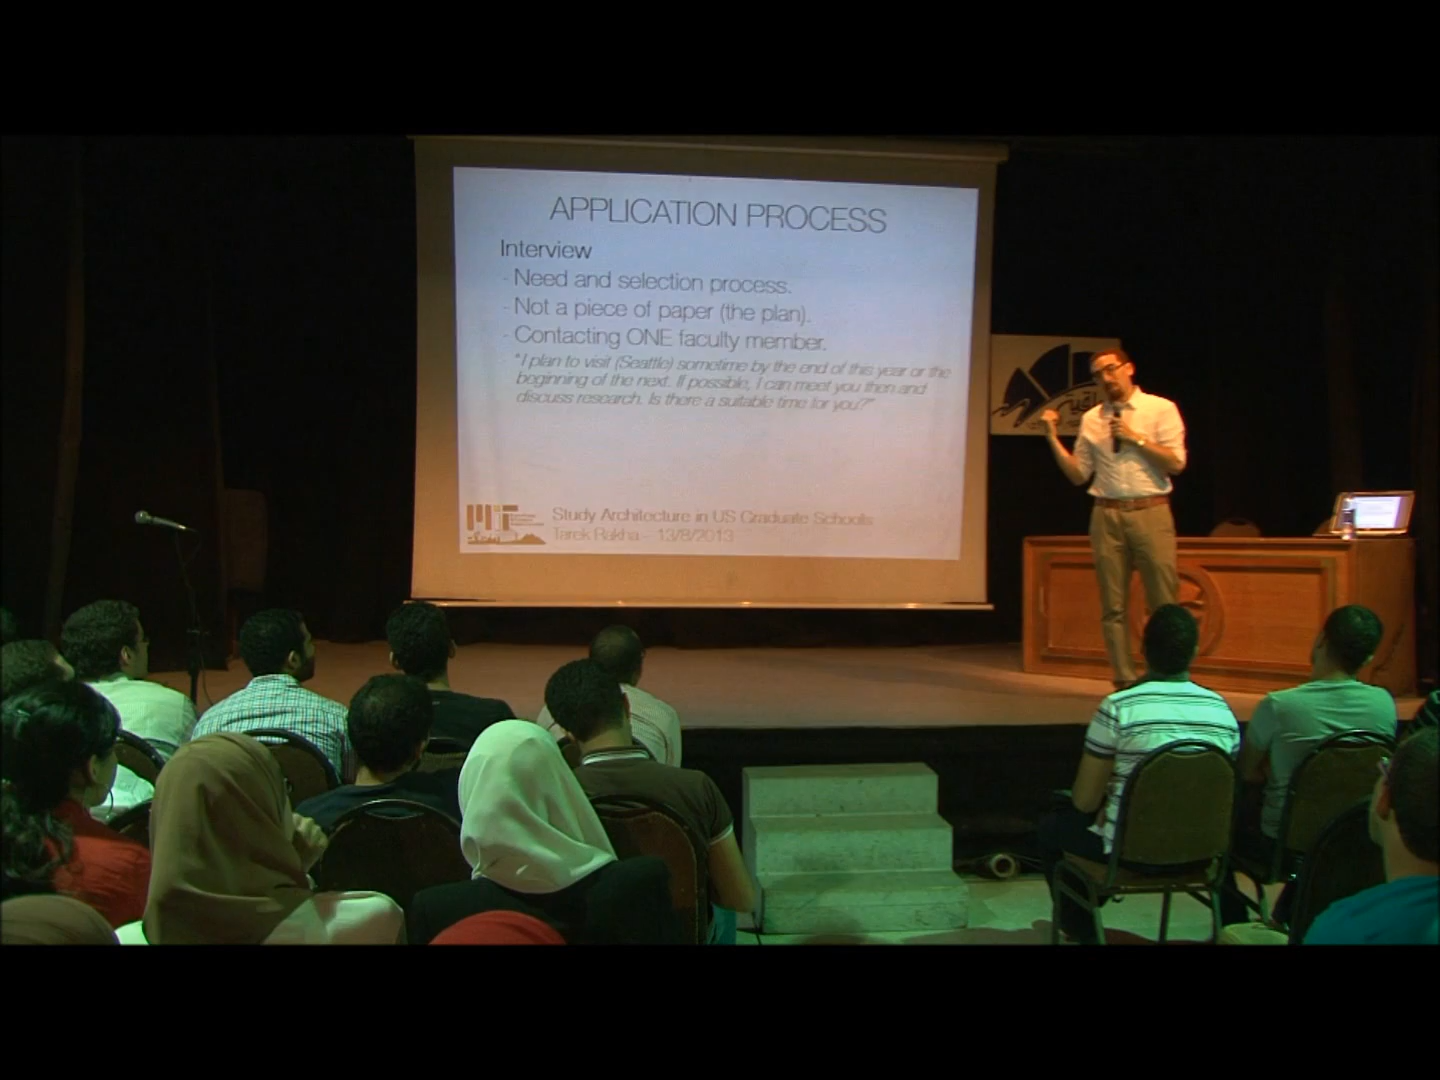 APPLICATION PROCESS
Interview
- Need and selection process.
- Not a piece of paper (the plan).
- Contacting ONE faculty member.
- "I plan to visit (Seattle) sometime by the end of this year or the
beginning of the next. If possible, I can meet you then and
discuss research. Is there a suitable time for you?"
Study Architecture in US Graduate Schools
Tarek Rakha - 13/8/2013